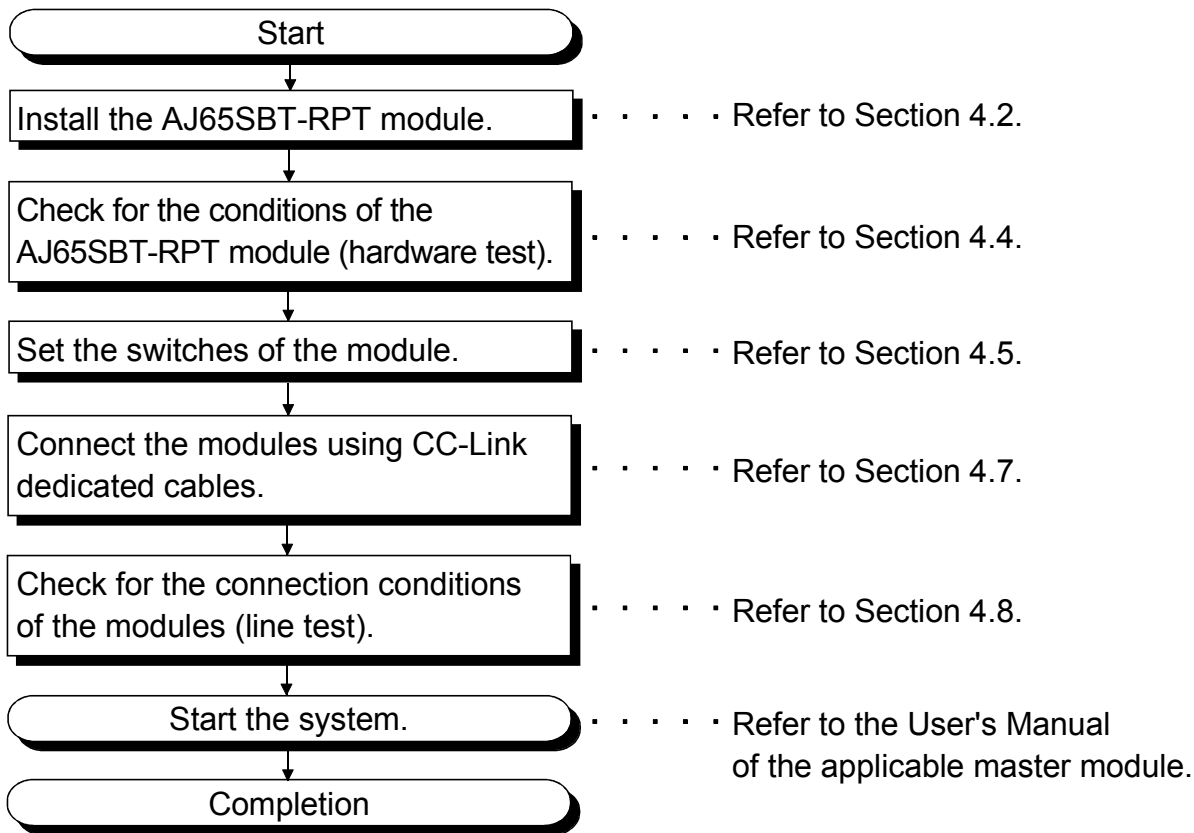 Start
Install the AJ65SBT-RPT module.
Refer to Section 4.2.
Check for the conditions of the
AJ65SBT-RPT module (hardware test).
Refer to Section 4.4.
Set the switches of the module.
Refer to Section 4.5.
Connect the modules using CC-Link
dedicated cables.
Refer to Section 4.7.
Check for the connection conditions
of the modules (line test).
Refer to Section 4.8.
Start the system.
Refer to the User's Manual
of the applicable master module.
Completion